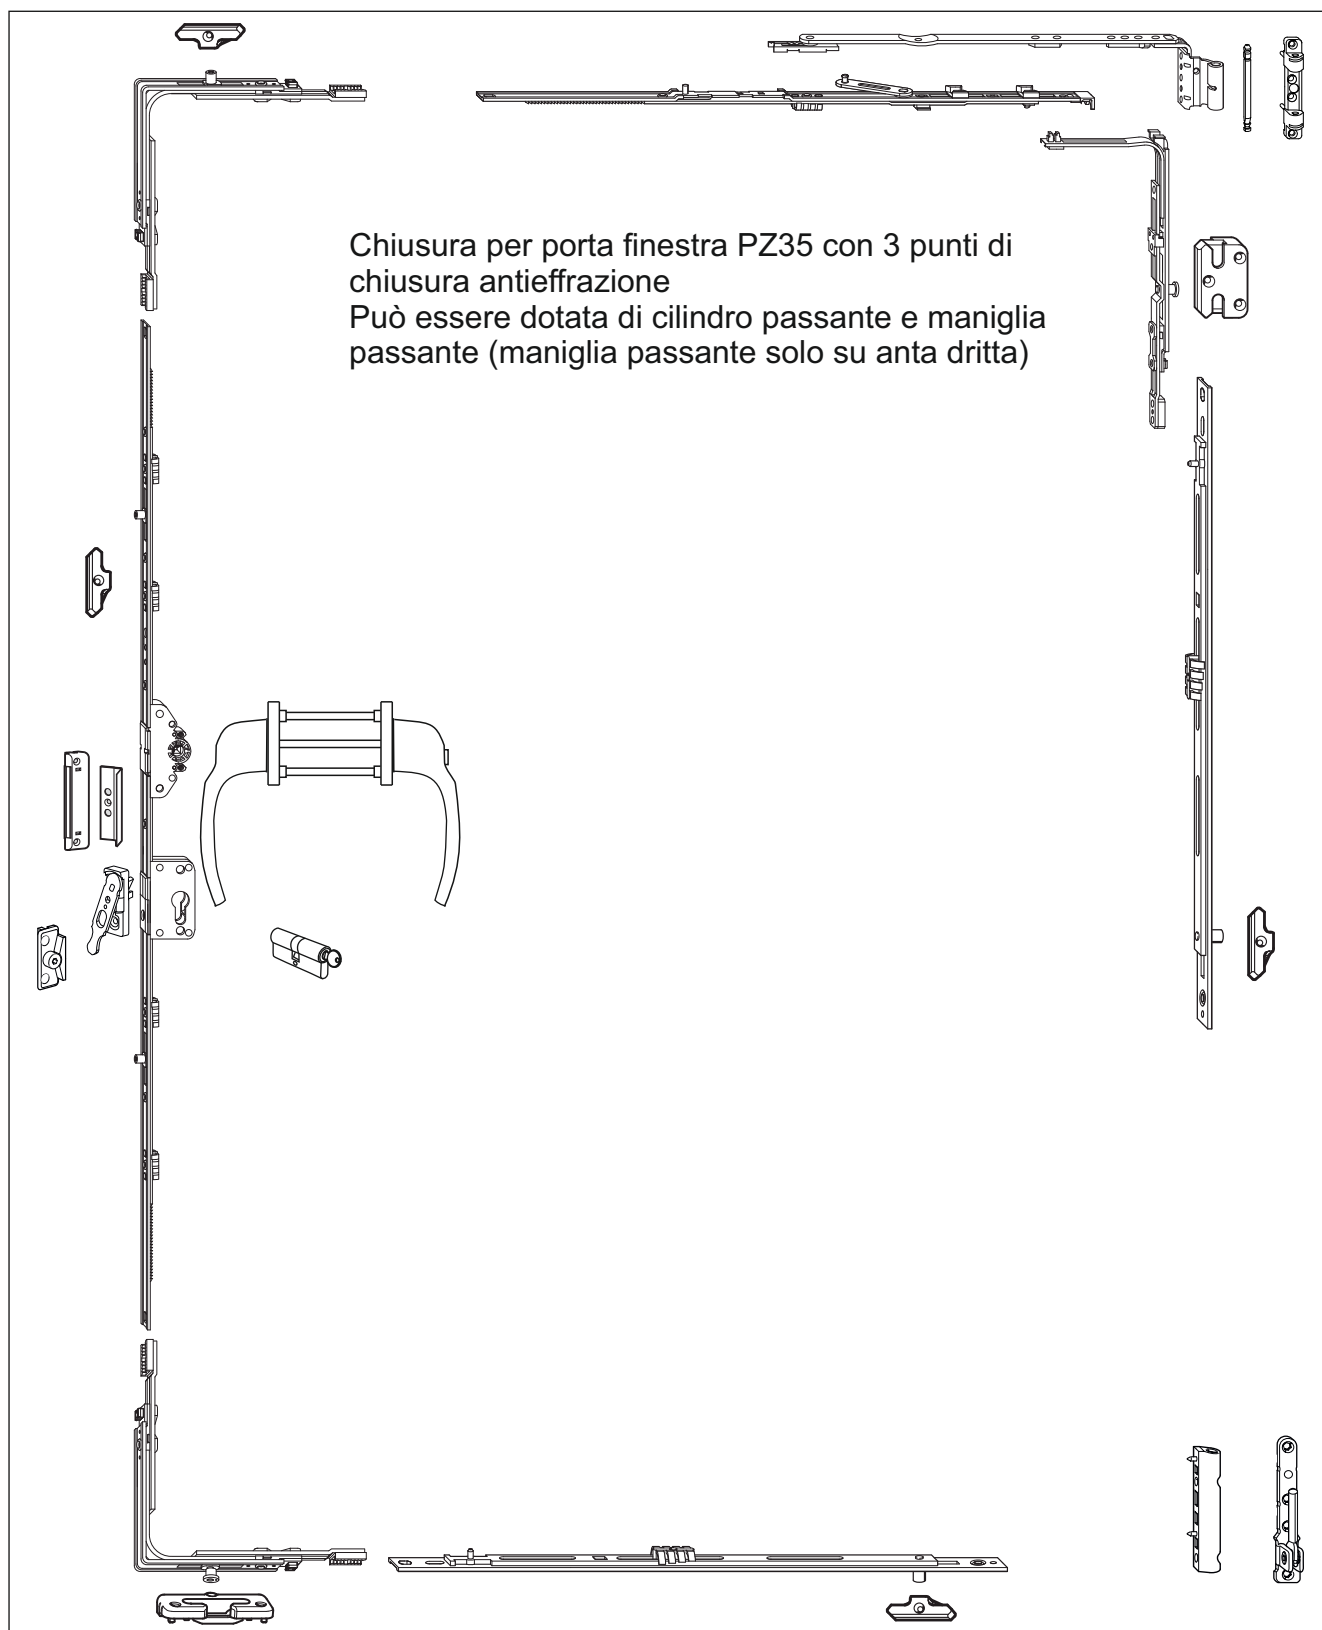 Chiusura per porta finestra PZ35 con 3 punti di
chiusura antieffrazione
Può essere dotata di cilindro passante e maniglia
passante (maniglia passante solo su anta dritta)